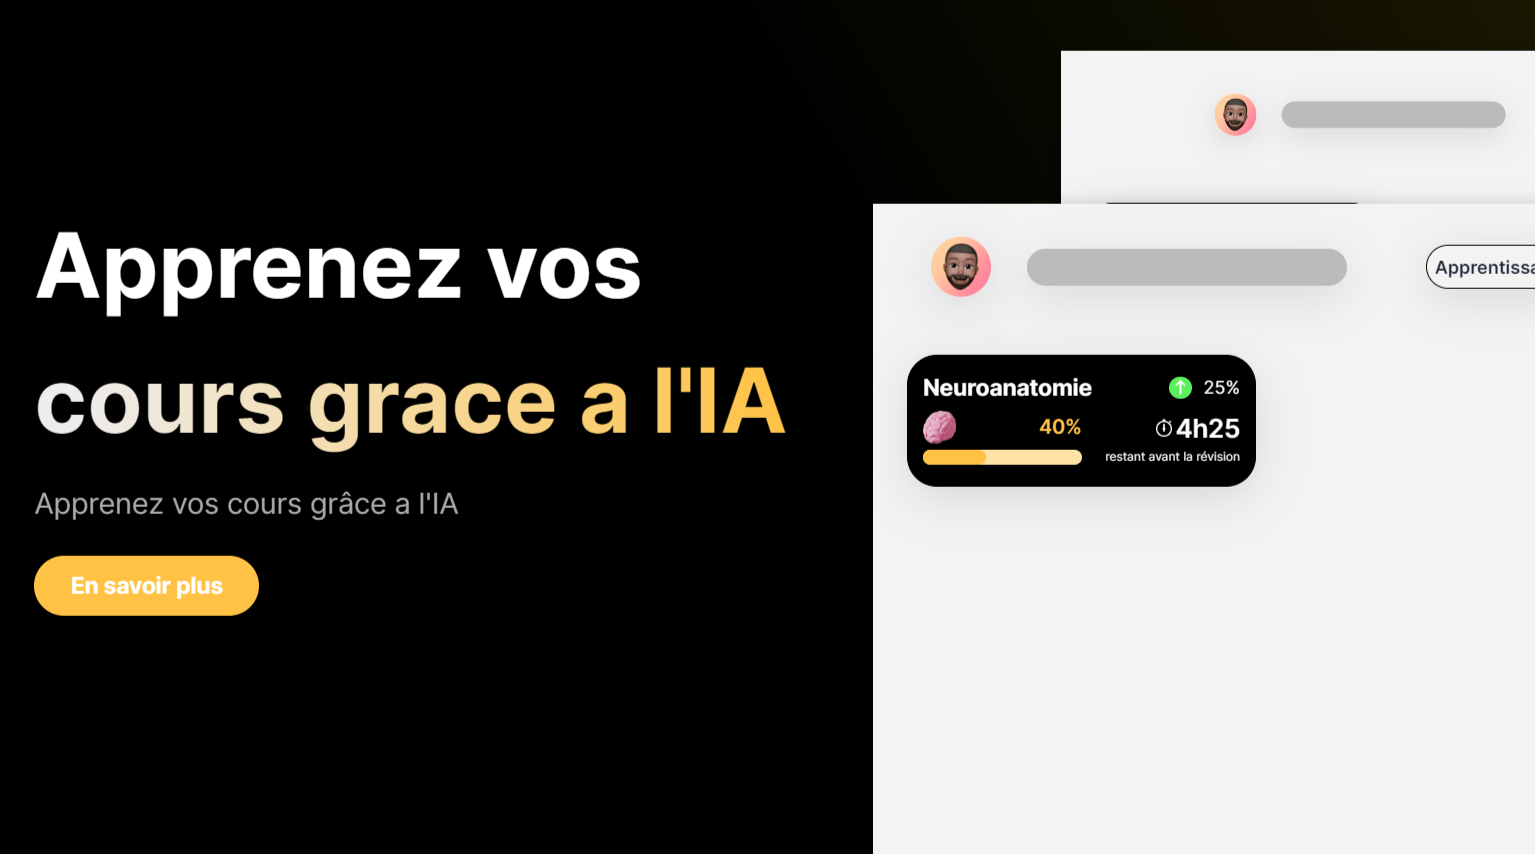 Apprenez vos
cours grace a l'IA
Apprenez vos cours grâce a l'IA
En savoir plus
Apprentissa
Neuroanatomie
25%
40%
4h25
restant avant la révision